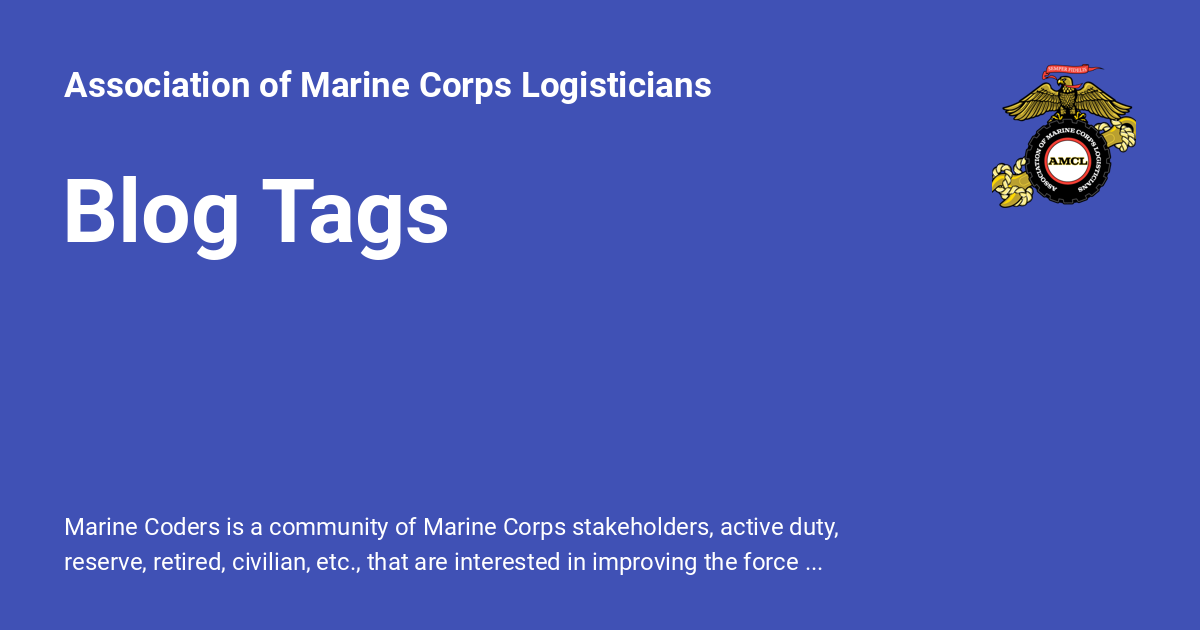 Association of Marine Corps Logisticians
SEMPER FIDELIS
ASSOCIATION OF MARINE CORPS LOGISTICIANS
AMCL
Blog Tags
Marine Coders is a community of Marine Corps stakeholders, active duty,
reserve, retired, civilian, etc., that are interested in improving the force ...